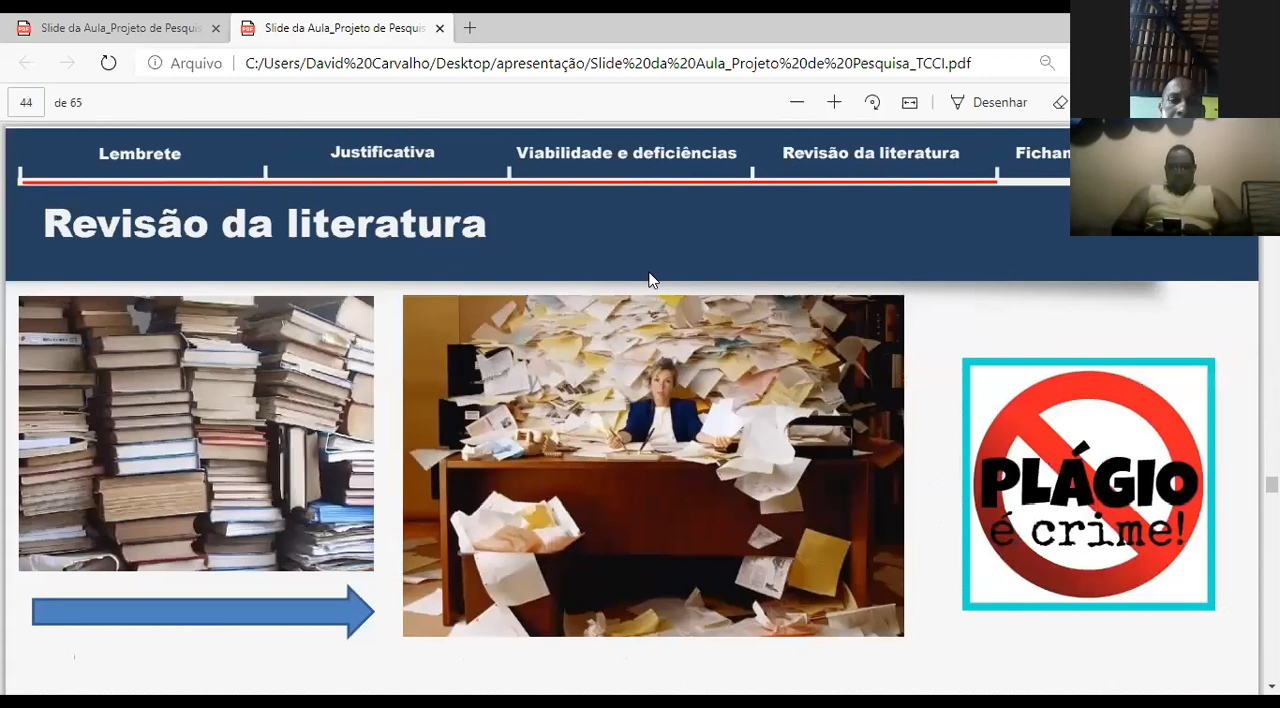 Slide da Aula_Projeto de Pesquis
Slide da Aula_Projeto de Pesquis
Arquivo
C:/Users/David%20Carvalho/Desktop/apresentação/Slide%20da%20Aula_Projeto%20de%20Pesquisa_TCCI.pdf
44 de 65
Desenhar
Lembrete
Justificativa
Viabilidade e deficiências
Revisão da literatura
Ficham
Revisão da literatura
PLÁGIO
é crime!